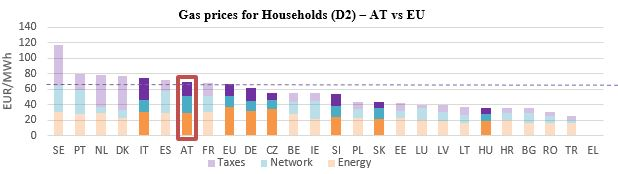 Gas prices for Households (D2) – AT vs EU
EUR/MWh
140
120
100
80
60
40
20
0
SE PT NL DK IT ES AT FR EU DE CZ BE IE SI PL SK EE LU LV LT HU HR BG RO TR EL
Taxes Network Energy